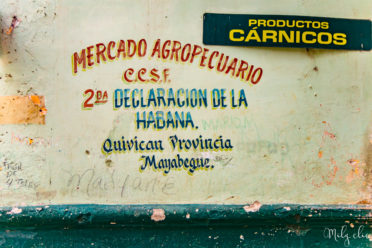 PRODUCTOS
CÁRNICOS
MERCADO AGROPECUARIO
C.C.S.F.
2DA DECLARACION DE LA
HABANA.
Quivican Provincia
Mayabeque.